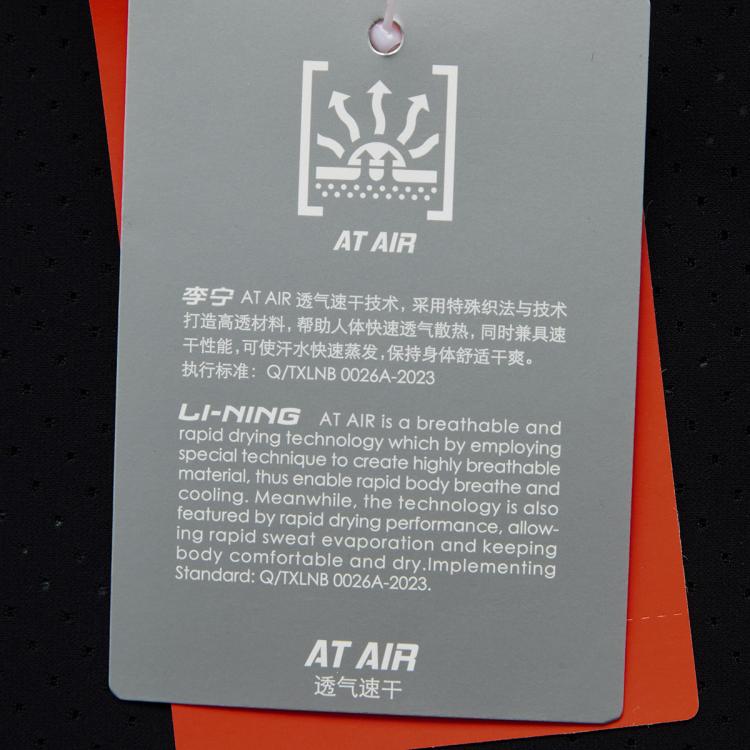 AT AIR
李宁 AT AIR 透气速干技术，采用特殊织法与技术
打造高透材料，帮助人体快速透气散热，同时兼具速
干性能，可使汗水快速蒸发，保持身体舒适干爽。
执行标准：Q/TXLNB 0026A-2023
LI-NING AT AIR is a breathable and
rapid drying technology which by employing
special technique to create highly breathable
material, thus enable rapid body breathe and
cooling. Meanwhile, the technology is also
featured by rapid drying performance, allow-
ing rapid sweat evaporation and keeping
body comfortable and dry.Implementing
Standard: Q/TXLNB 0026A-2023.
AT AIR
透气速干